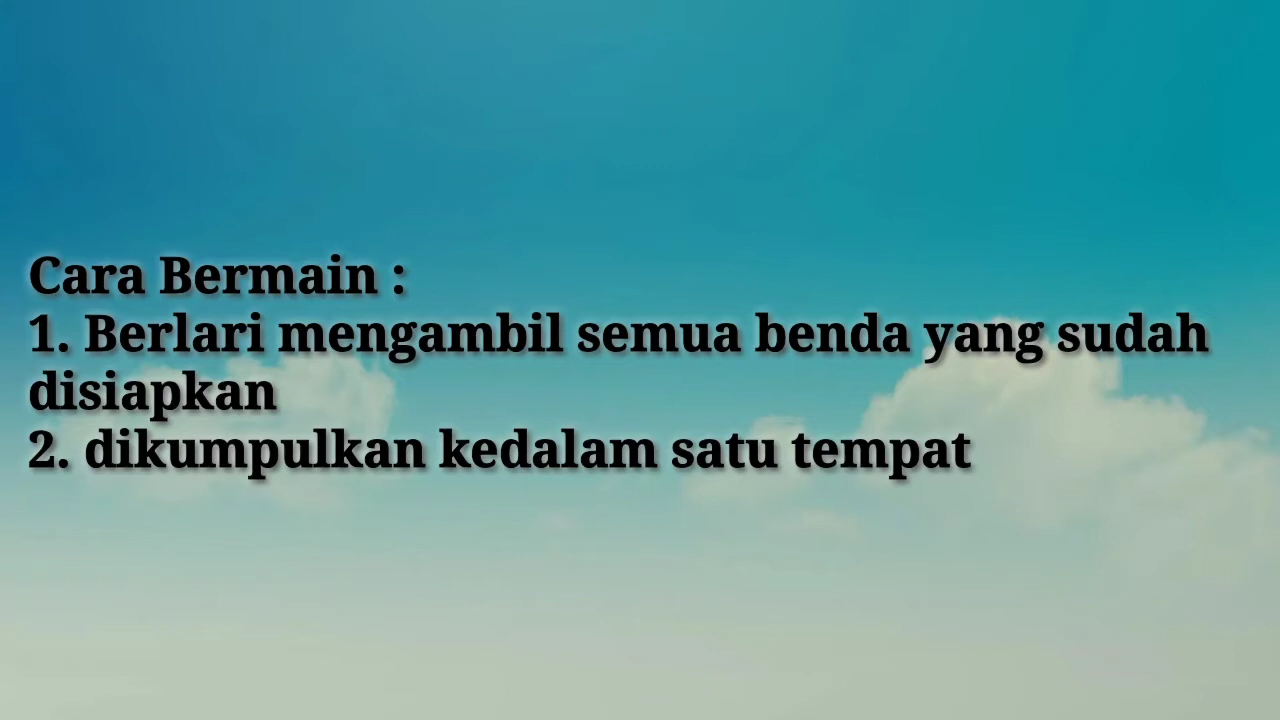 Cara Bermain :
1. Berlari mengambil semua benda yang sudah
disiapkan
2. dikumpulkan kedalam satu tempat